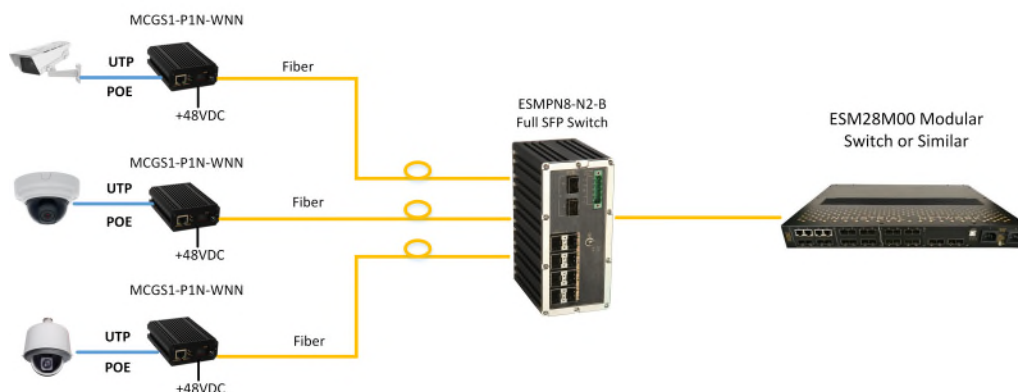 MCGS1-P1N-WNN
UTP
POE
Fiber
+48VDC
MCGS1-P1N-WNN
UTP
POE
Fiber
+48VDC
MCGS1-P1N-WNN
UTP
POE
Fiber
+48VDC
ESMPN8-N2-B
Full SFP Switch
ESM28M00 Modular
Switch or Similar